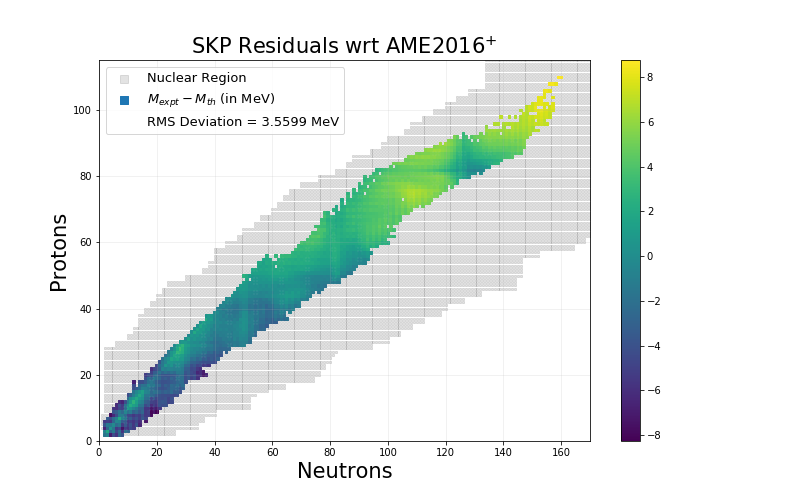 SKP Residuals wrt AME2016⁺
Nuclear Region
M_expt − M_th (in MeV)
RMS Deviation = 3.5599 MeV
Protons
100
80
60
40
20
0
0 20 40 60 80 100 120 140 160
Neutrons
8
6
4
2
0
−2
−4
−6
−8